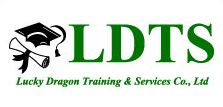 LDTS
Lucky Dragon Training & Services Co., Ltd